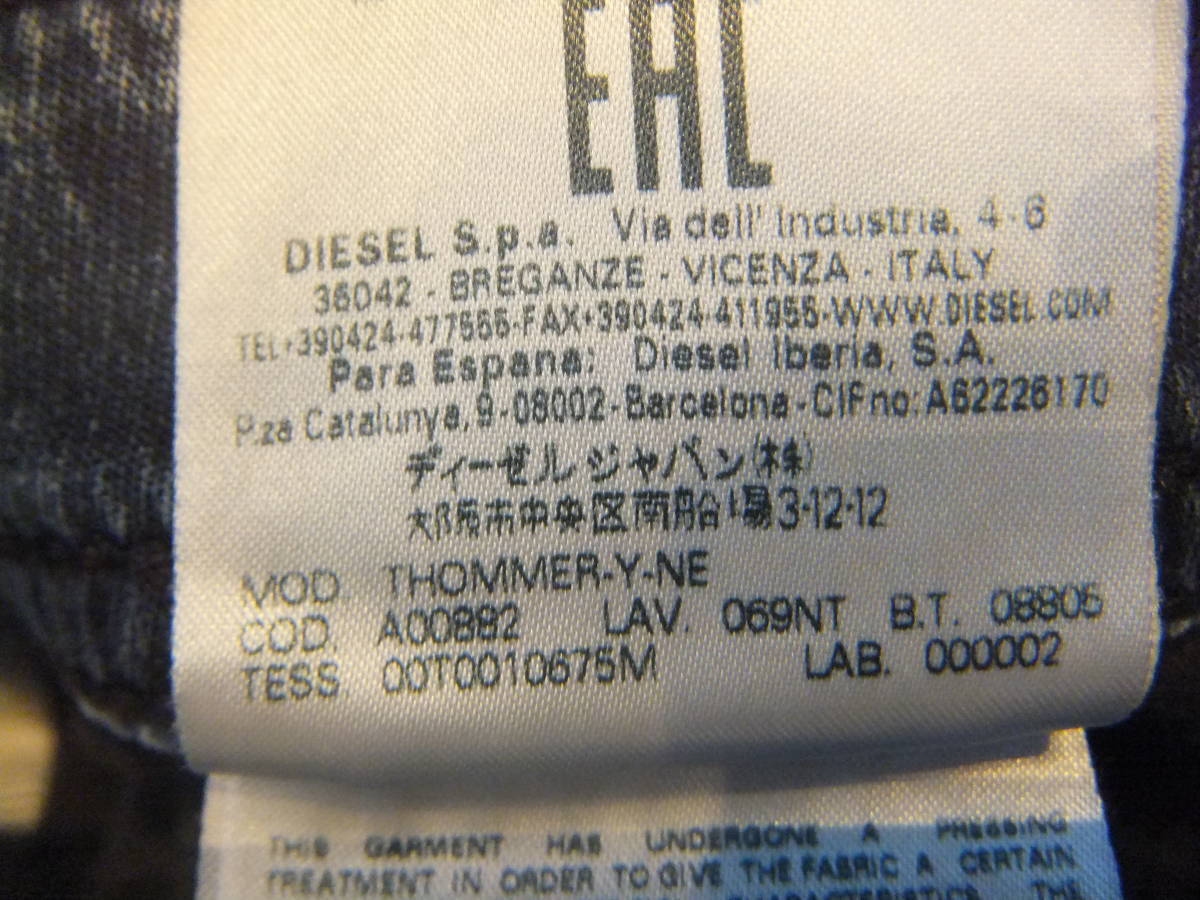 EAC
DIESEL S.p.a. Via dell' Industria, 4-6
36042 - BREGANZE - VICENZA - ITALY
TEL+390424-477555-FAX+390424-411955-WWW.DIESEL.COM
Para Espana: Diesel Iberia, S.A.
P.za Catalunya, 9-08002-Barcelona-CIFno:A62226170
ディーゼルジャパン(株)
大阪市中央区南船場3-12-12
MOD THOMMER-Y-NE
COD. A00882 LAV. 069NT B.T. 08805
TESS 00T0010675M LAB. 000002
THIS GARMENT HAS UNDERGONE A PRESSING
TREATMENT IN ORDER TO GIVE THE FABRIC A CERTAIN
CHARACTERISTICS. THE